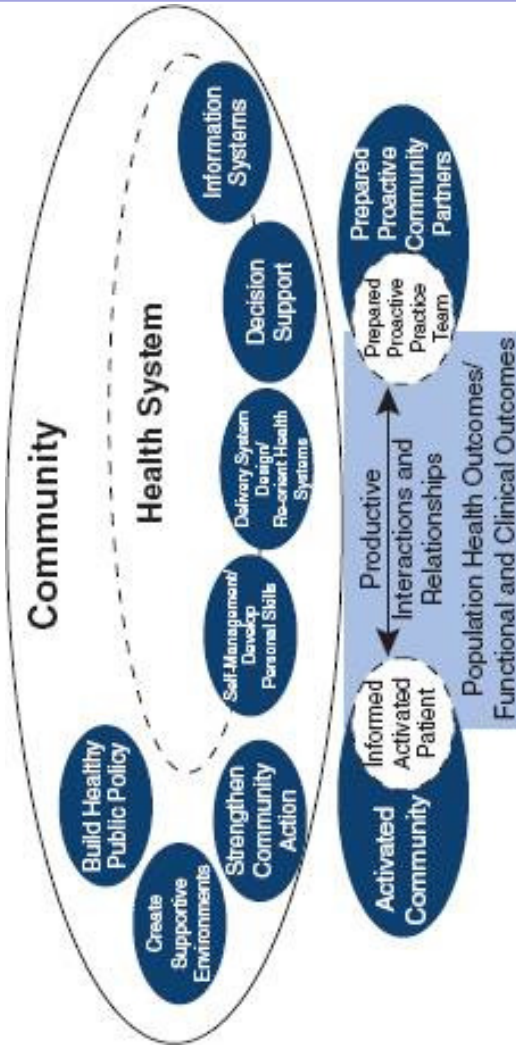 Community
Build Healthy
Public Policy
Create
Supportive
Environments
Strengthen
Community
Action
Health System
Self-Management/
Develop
Personal Skills
Delivery System
Design/
Re-orient Health
Systems
Decision
Support
Information
Systems
Activated
Community
Informed
Activated
Patient
Productive
Interactions and
Relationships
Prepared
Proactive
Practice
Team
Prepared
Proactive
Community
Partners
Population Health Outcomes/
Functional and Clinical Outcomes